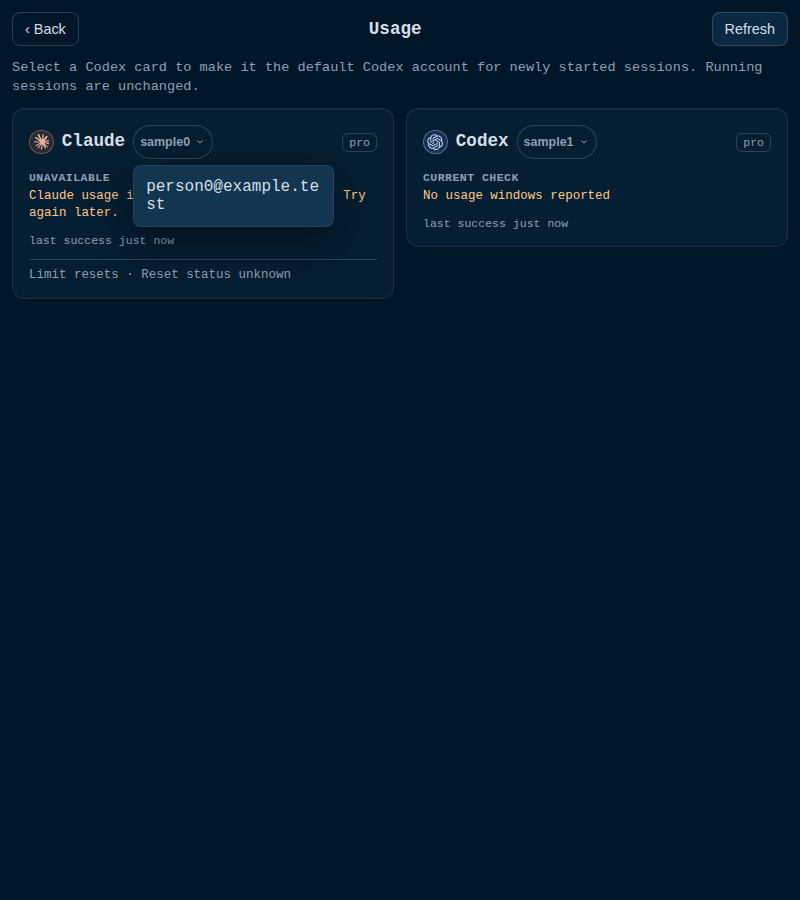 ‹ Back
Usage
Refresh
Select a Codex card to make it the default Codex account for newly started sessions. Running
sessions are unchanged.
Claude
sample0
pro
UNAVAILABLE
Claude usage i
Try
again later.
person0@example.te
st
last success just now
Limit resets · Reset status unknown
Codex
sample1
pro
CURRENT CHECK
No usage windows reported
last success just now